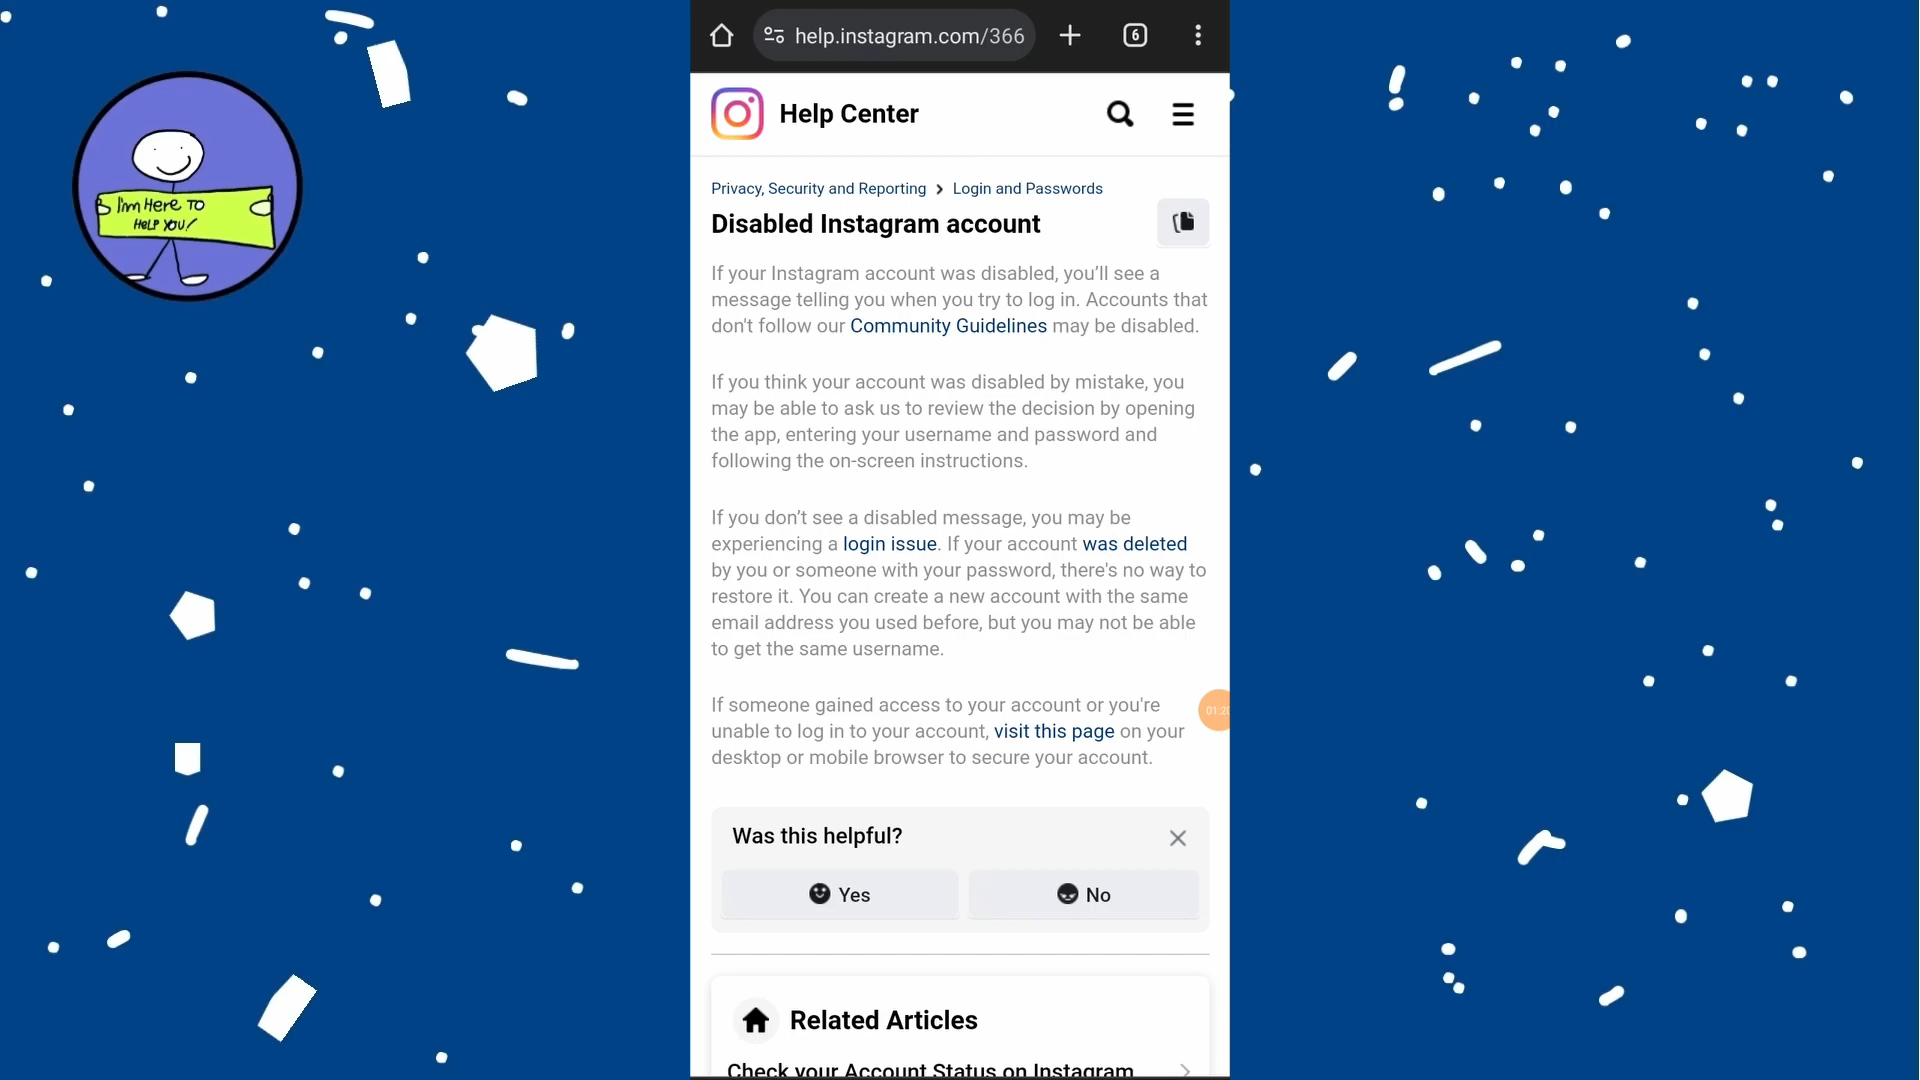 help.instagram.com/366
6
Help Center
I'm HERE TO
HELP YOU!
Privacy, Security and Reporting > Login and Passwords
Disabled Instagram account
If your Instagram account was disabled, you’ll see a
message telling you when you try to log in. Accounts that
don't follow our Community Guidelines may be disabled.
If you think your account was disabled by mistake, you
may be able to ask us to review the decision by opening
the app, entering your username and password and
following the on-screen instructions.
If you don’t see a disabled message, you may be
experiencing a login issue. If your account was deleted
by you or someone with your password, there's no way to
restore it. You can create a new account with the same
email address you used before, but you may not be able
to get the same username.
If someone gained access to your account or you're
unable to log in to your account, visit this page on your
desktop or mobile browser to secure your account.
01:20
Was this helpful?
Yes
No
Related Articles
Check your Account Status on Instagram